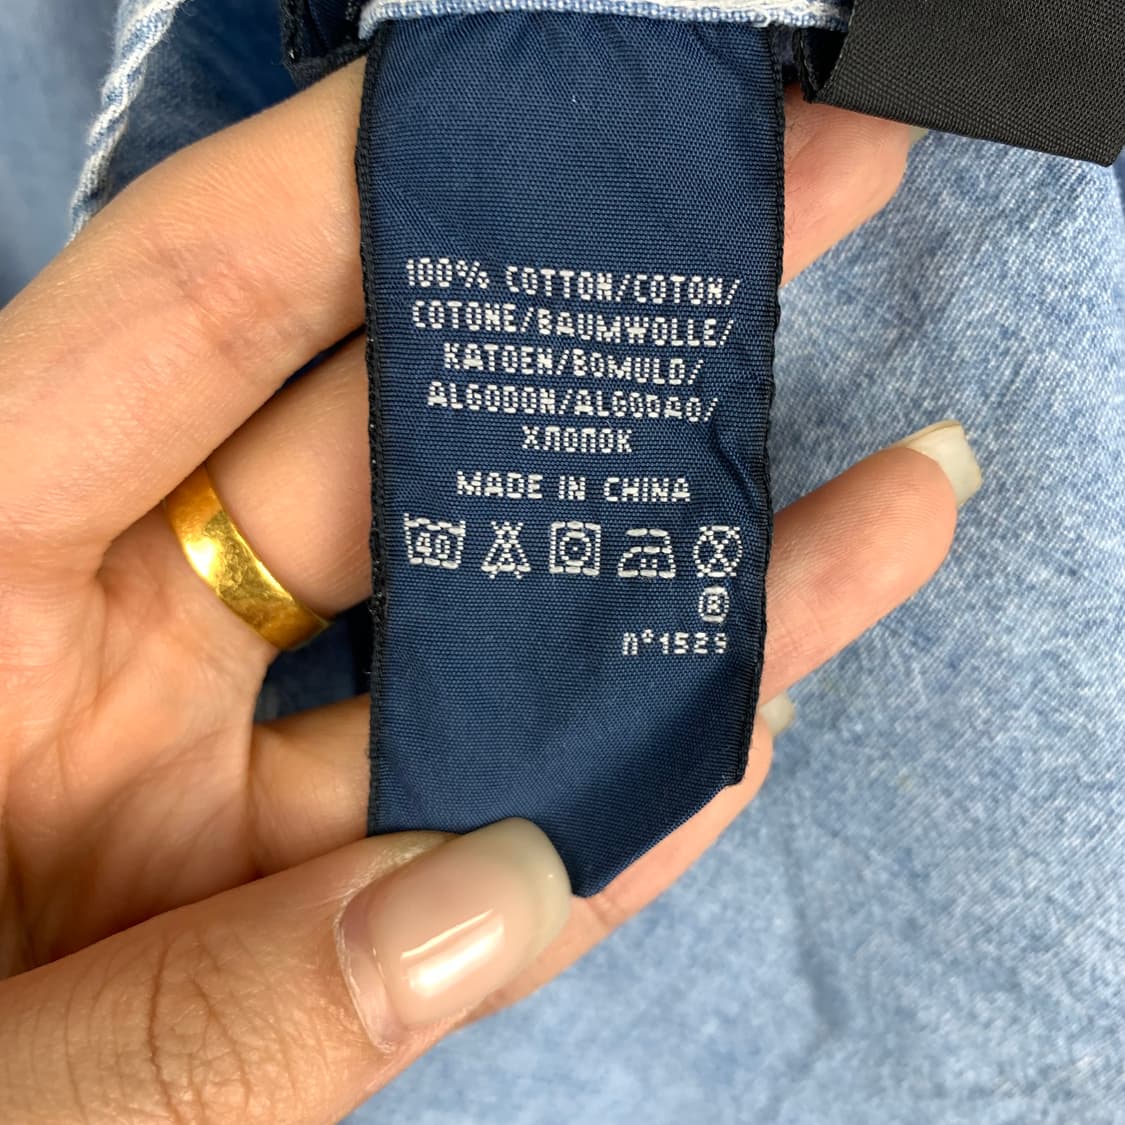 100% COTTON/COTON/
COTONE/BAUMWOLLE/
KATOEN/BOMULD/
ALGODON/ALGODAO/
ХЛОПОК
MADE IN CHINA
40
®
n°1529